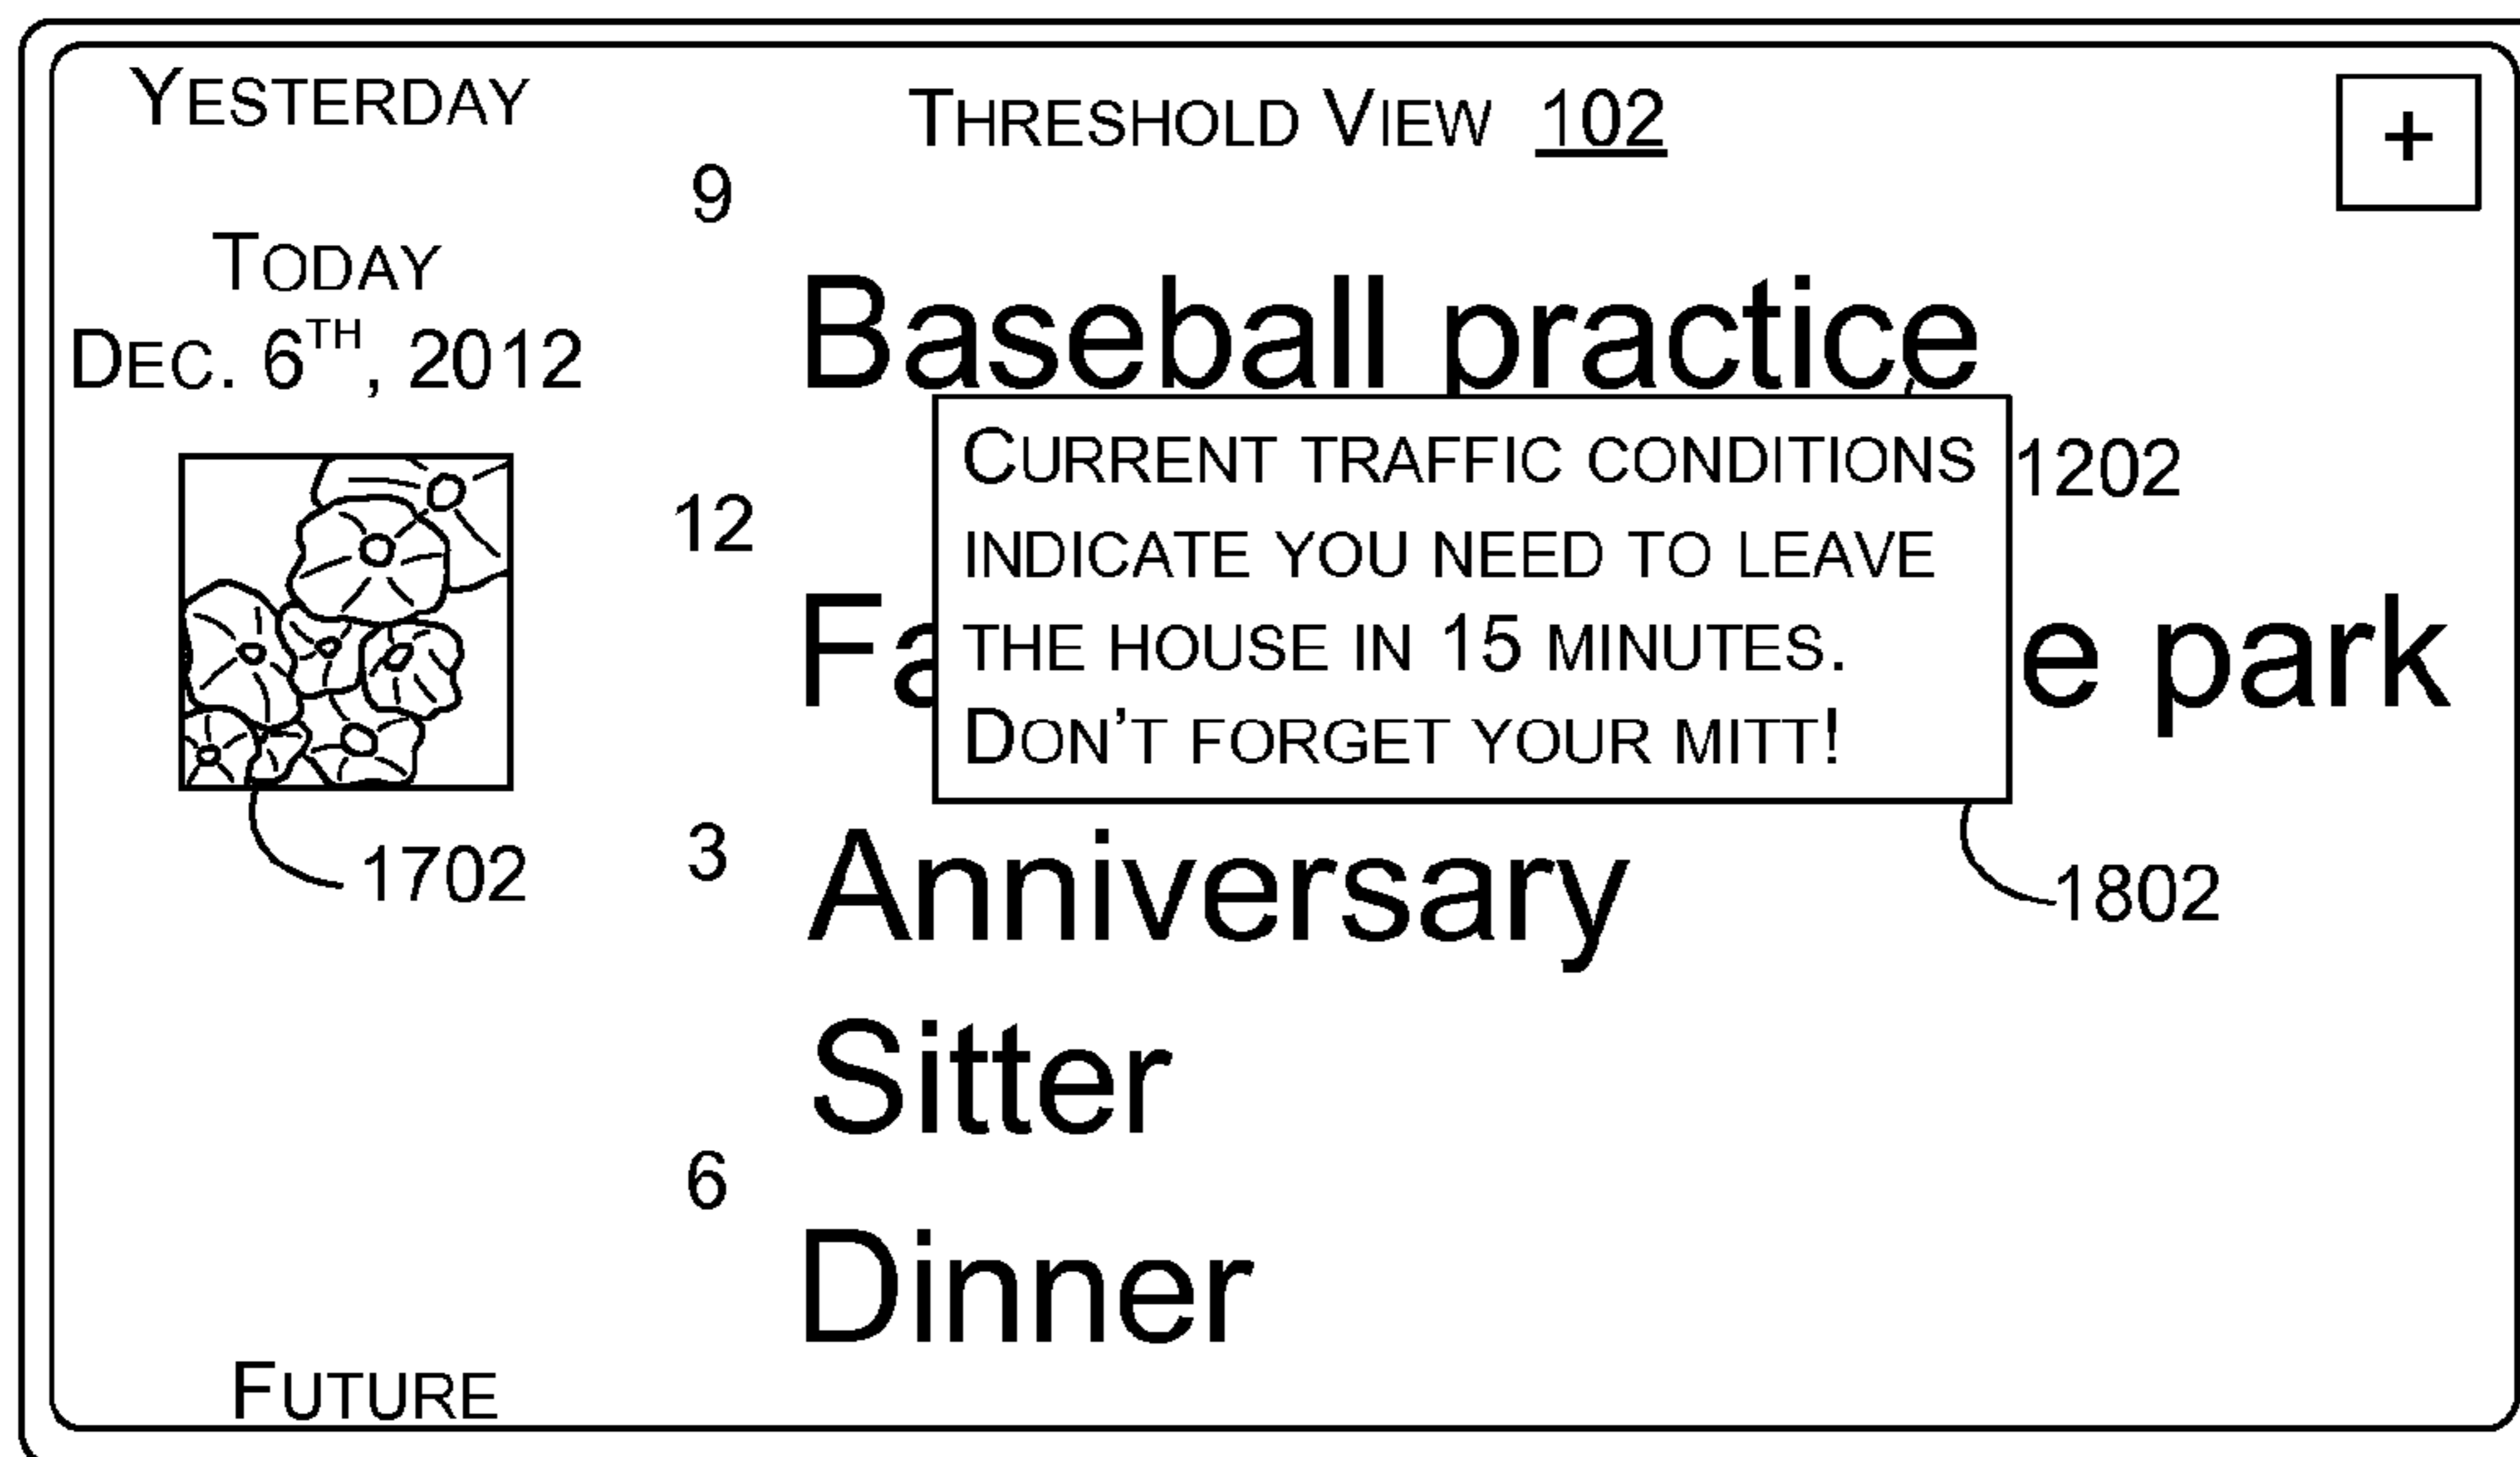 YESTERDAY
THRESHOLD VIEW 102
+
9
TODAY
DEC. 6TH, 2012
Baseball practice
CURRENT TRAFFIC CONDITIONS
INDICATE YOU NEED TO LEAVE
THE HOUSE IN 15 MINUTES.
DON'T FORGET YOUR MITT!
1202
12
park
1702
3
Anniversary
1802
Sitter
6
Dinner
FUTURE